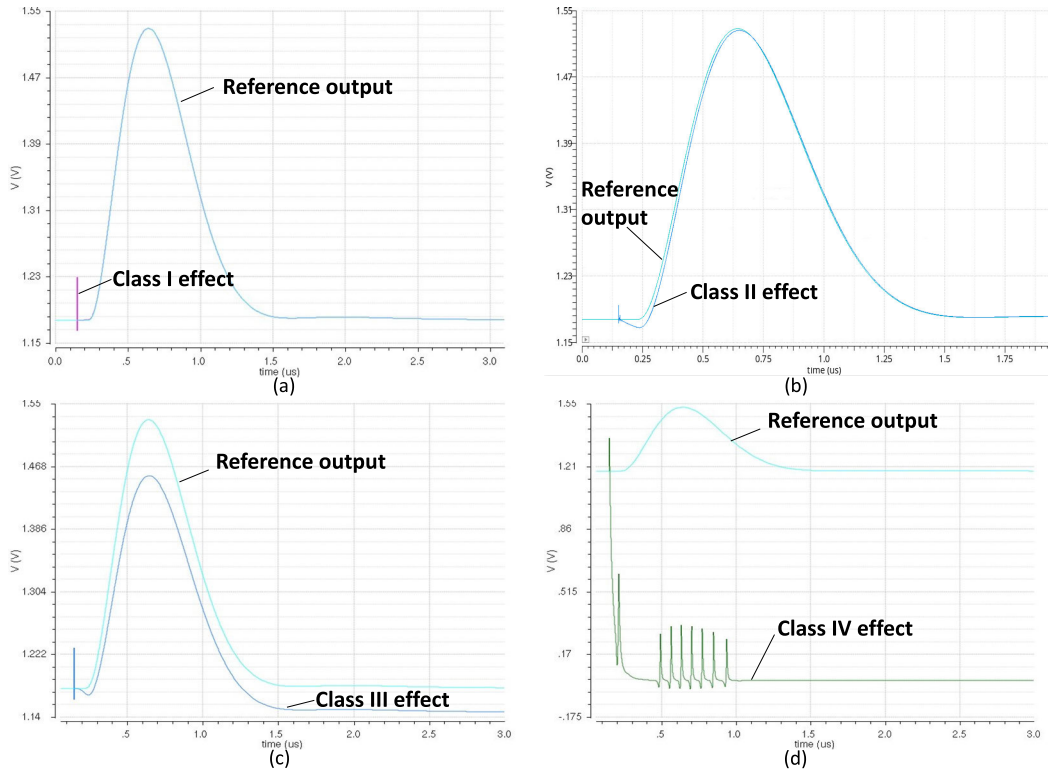 1.55
1.47
1.39
1.31
1.23
1.15
V (V)
Reference output
Class I effect
0.0
0.5
1.0
1.5
2.0
2.5
3.0
time (us)
(a)
1.55
1.47
1.39
1.31
1.23
1.15
V (V)
Reference
output
Class II effect
0.0
0.25
0.5
0.75
1.0
1.25
1.5
1.75
time (us)
(b)
1.55
1.468
1.386
1.304
1.222
1.14
V (V)
Reference output
Class III effect
.5
1.0
1.5
2.0
2.5
3.0
time (us)
(c)
1.55
1.21
.86
.515
.17
-.175
V (V)
Reference output
Class IV effect
.5
1.0
1.5
2.0
2.5
3.0
time (us)
(d)